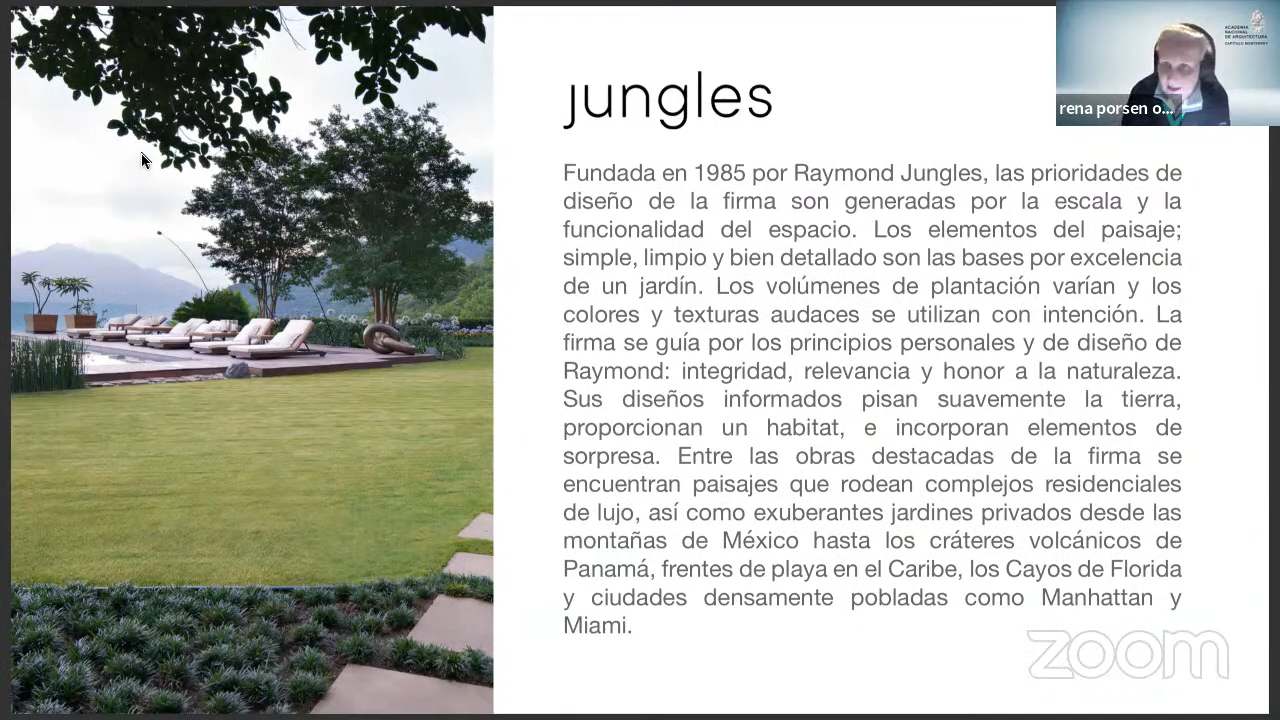 jungles
Fundada en 1985 por Raymond Jungles, las prioridades de
diseño de la firma son generadas por la escala y la
funcionalidad del espacio. Los elementos del paisaje;
simple, limpio y bien detallado son las bases por excelencia
de un jardín. Los volúmenes de plantación varían y los
colores y texturas audaces se utilizan con intención. La
firma se guía por los principios personales y de diseño de
Raymond: integridad, relevancia y honor a la naturaleza.
Sus diseños informados pisan suavemente la tierra,
proporcionan un habitat, e incorporan elementos de
sorpresa. Entre las obras destacadas de la firma se
encuentran paisajes que rodean complejos residenciales
de lujo, así como exuberantes jardines privados desde las
montañas de México hasta los cráteres volcánicos de
Panamá, frentes de playa en el Caribe, los Cayos de Florida
y ciudades densamente pobladas como Manhattan y
Miami.
ACADEMIA
NACIONAL
DE ARQUITECTURA
CAPÍTULO MONTERREY
rena porsen o...
zoom